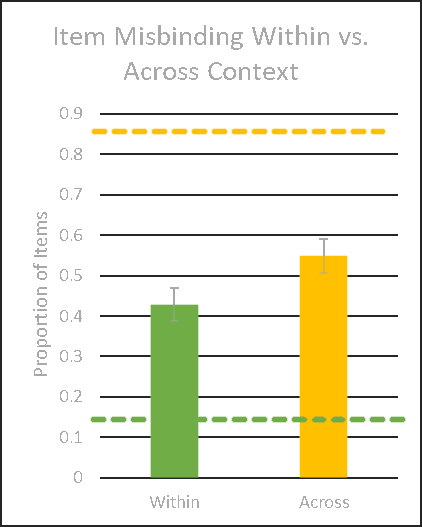 Item Misbinding Within vs.
Across Context
Proportion of Items
0.9
0.8
0.7
0.6
0.5
0.4
0.3
0.2
0.1
0
Within
Across